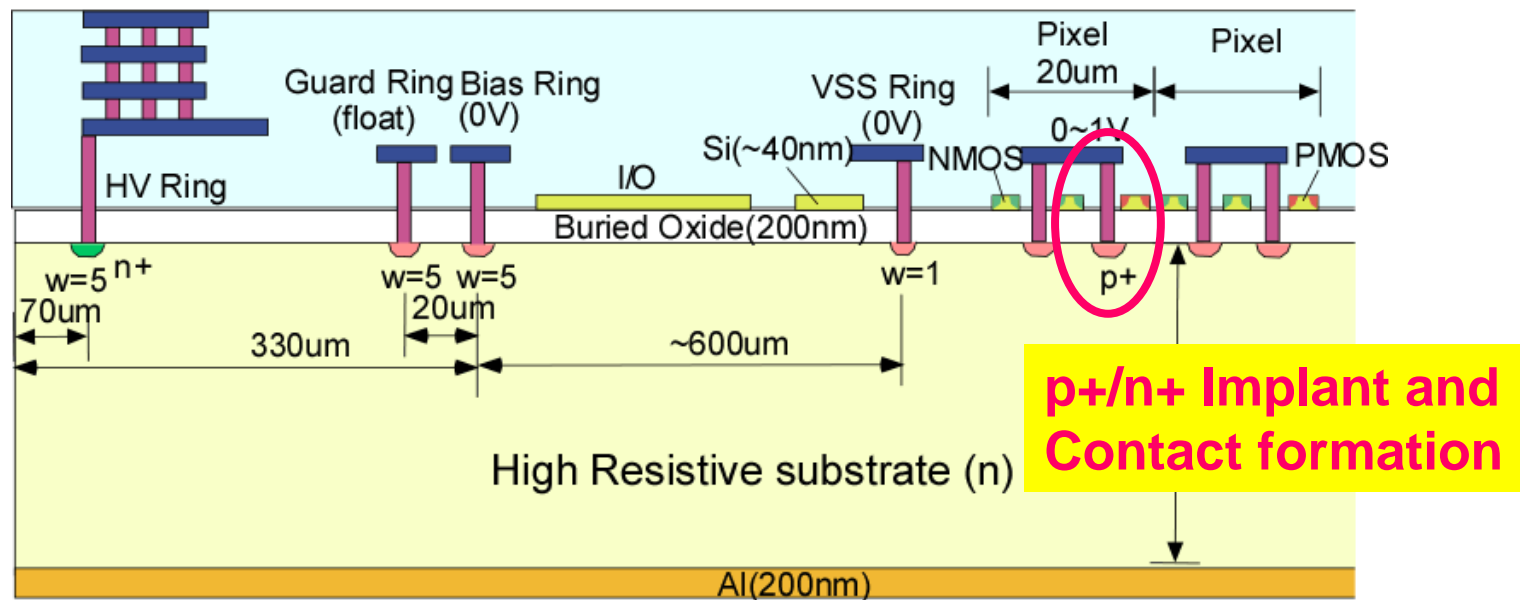 Pixel
20um
Pixel
Guard Ring
(float)
Bias Ring
(0V)
VSS Ring
(0V)
0~1V
Si(~40nm)
NMOS
PMOS
HV Ring
I/O
Buried Oxide(200nm)
w=5
n+
w=5
w=5
w=1
p+
70um
20um
330um
~600um
p+/n+ Implant and
Contact formation
High Resistive substrate (n)
Al(200nm)